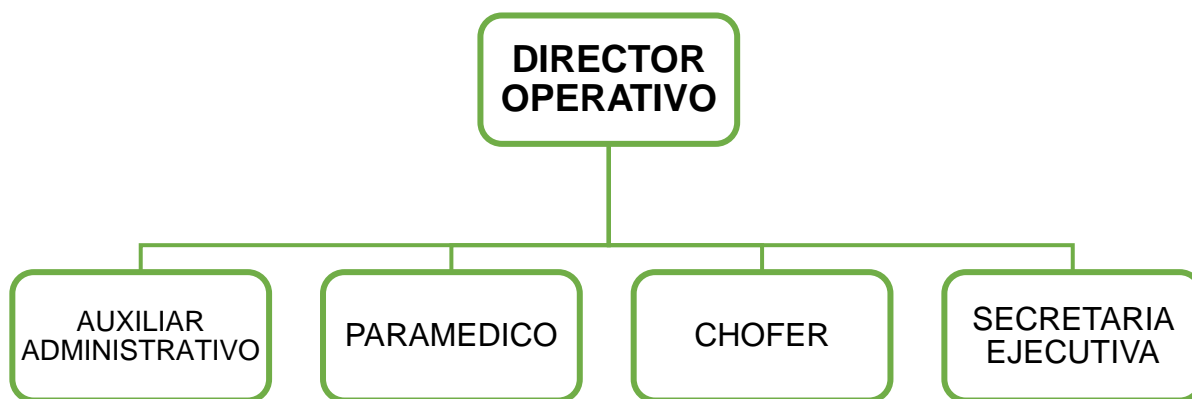 DIRECTOR
OPERATIVO
AUXILIAR
ADMINISTRATIVO
PARAMEDICO
CHOFER
SECRETARIA
EJECUTIVA